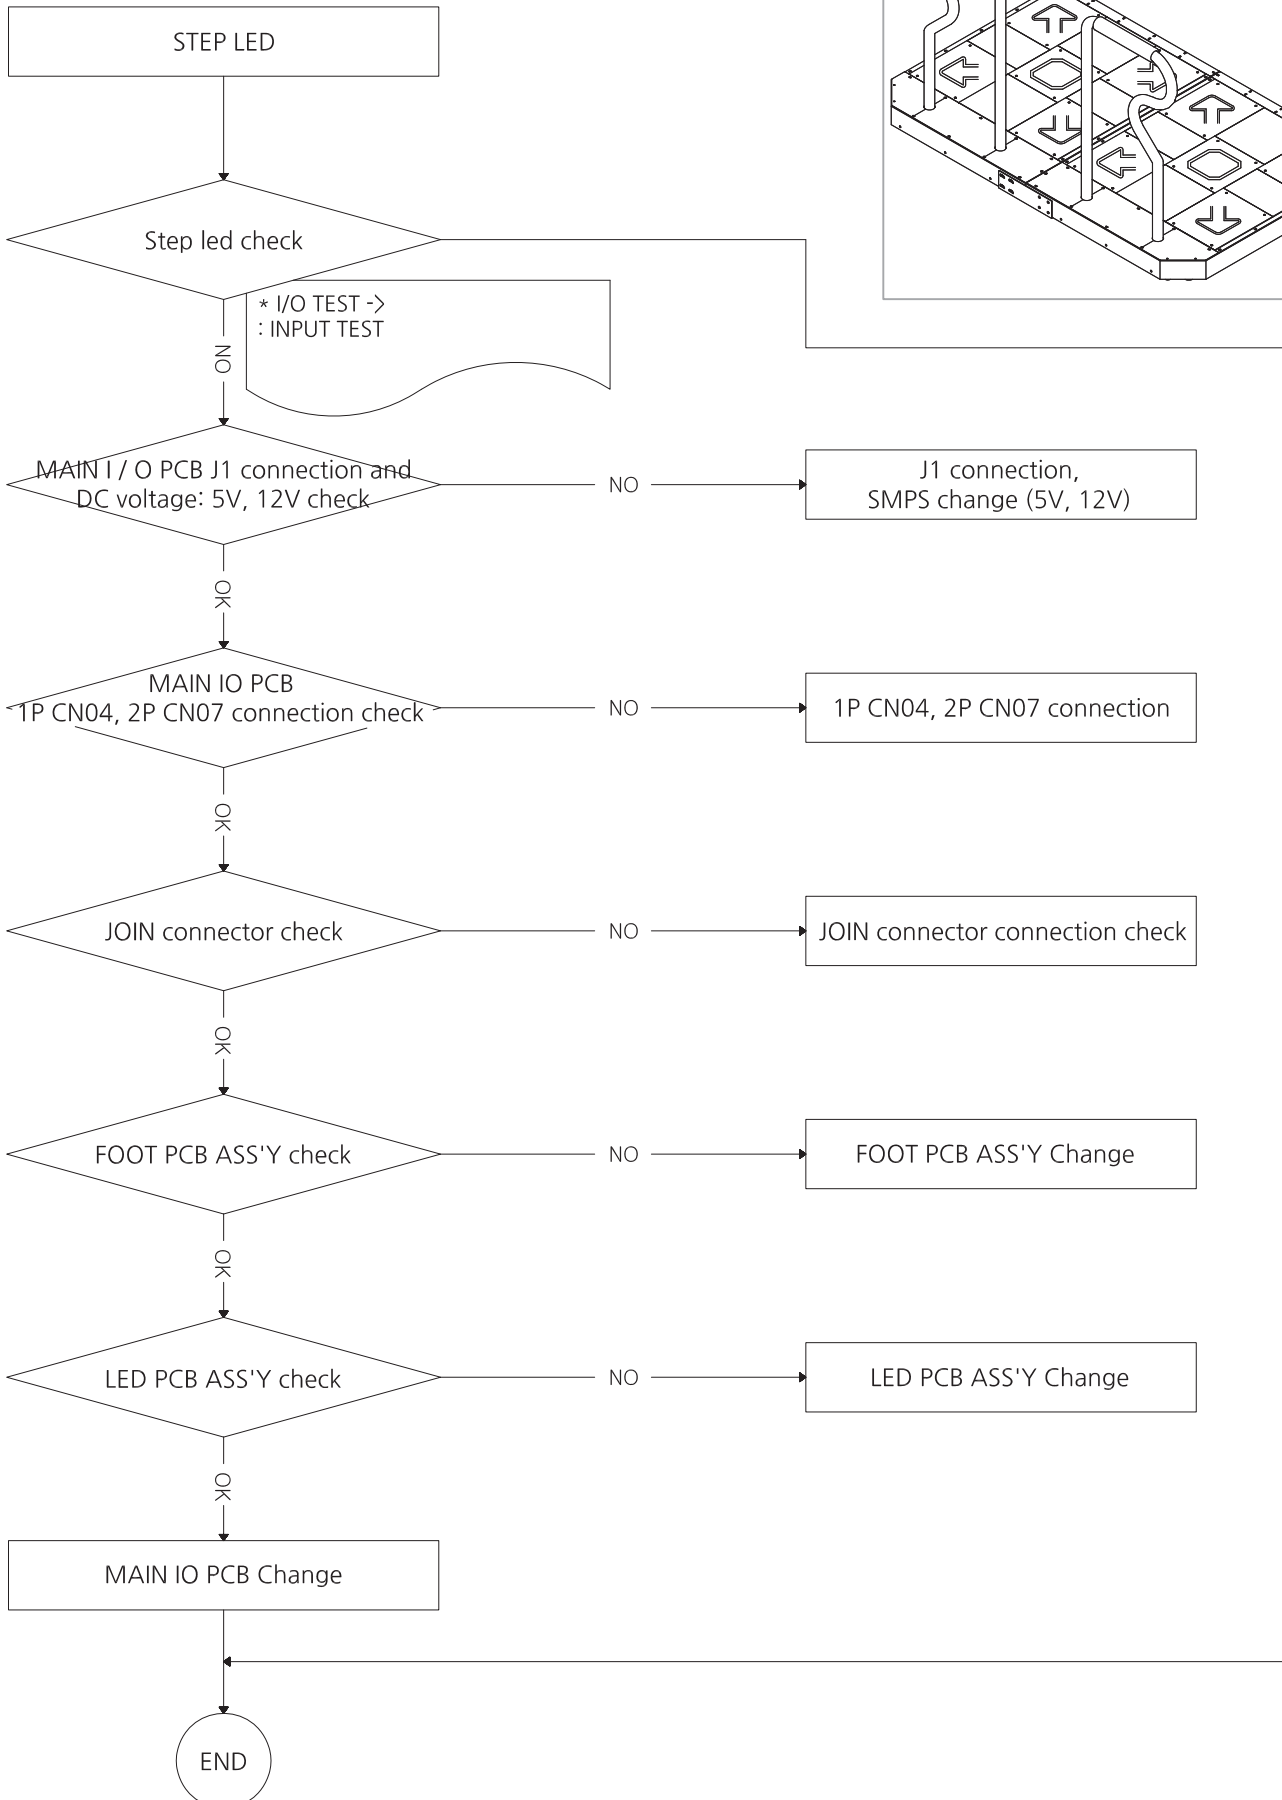 STEP LED
Step led check
* I/O TEST ->
: INPUT TEST
NO
MAIN I / O PCB J1 connection and
DC voltage: 5V, 12V check
NO
J1 connection,
SMPS change (5V, 12V)
OK
MAIN IO PCB
1P CN04, 2P CN07 connection check
NO
1P CN04, 2P CN07 connection
OK
JOIN connector check
NO
JOIN connector connection check
OK
FOOT PCB ASS'Y check
NO
FOOT PCB ASS'Y Change
OK
LED PCB ASS'Y check
NO
LED PCB ASS'Y Change
OK
MAIN IO PCB Change
END